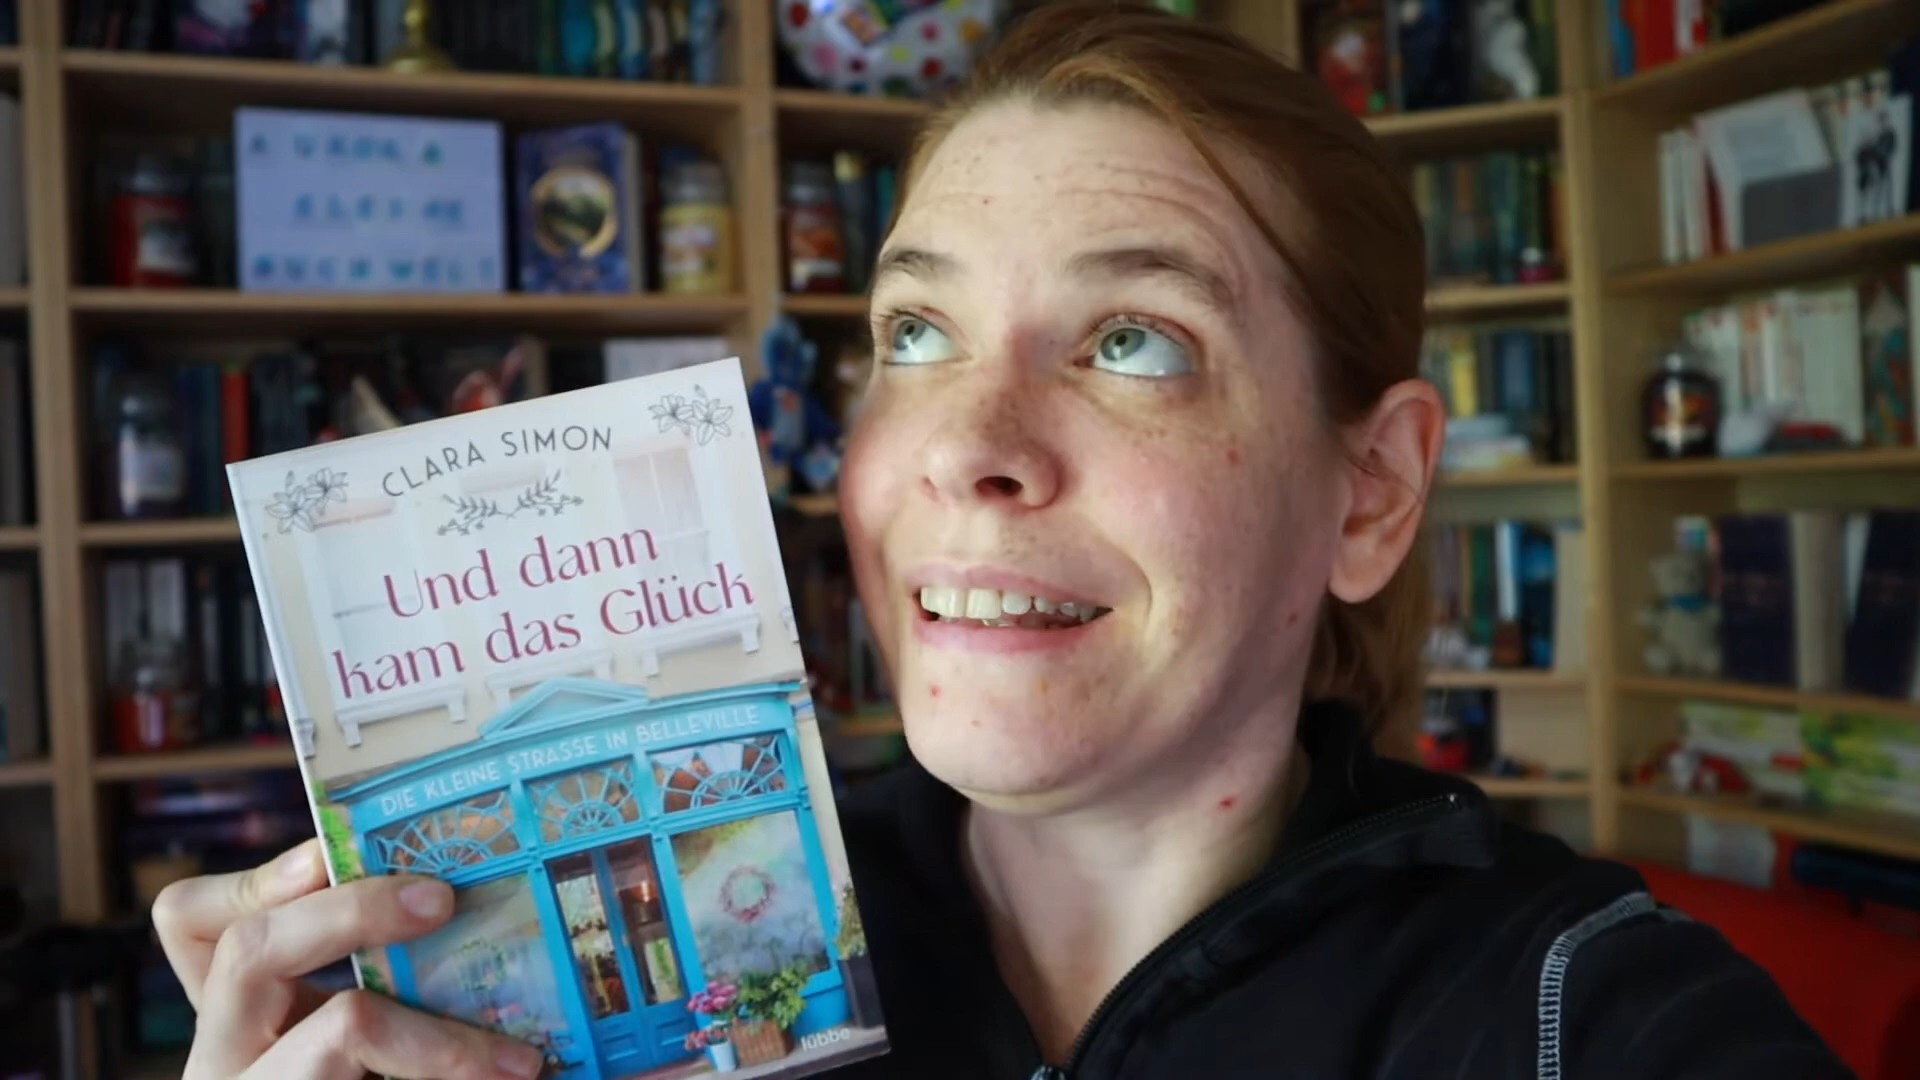 CLARA SIMON
Und dann
kam das Glück
DIE KLEINE STRASSE IN BELLEVILLE
lübbe